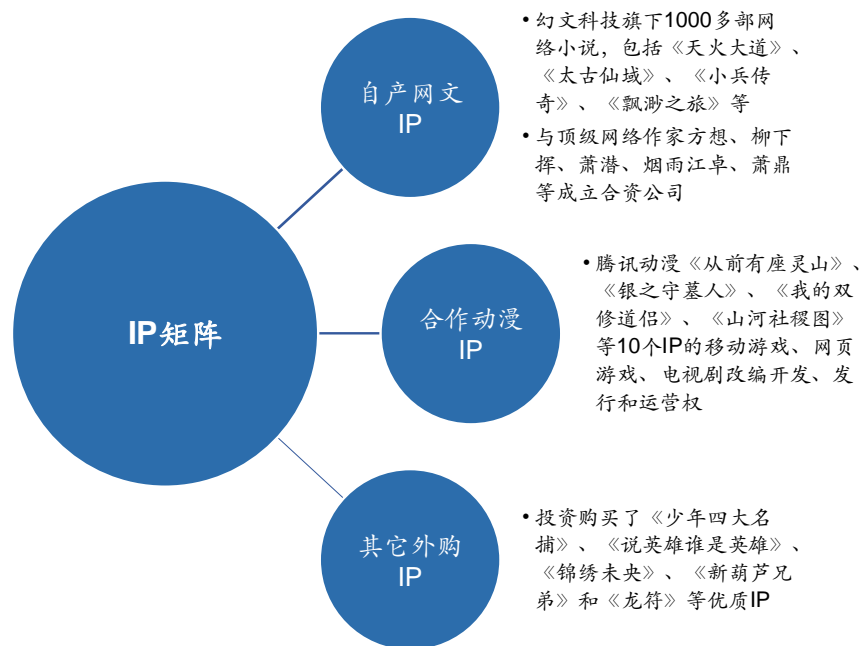 • 幻文科技旗下1000多部网
络小说，包括《天火大道》、
《太古仙域》、《小兵传
奇》、《飘渺之旅》等
• 与顶级网络作家方想、柳下
挥、萧潜、烟雨江卓、萧鼎
等成立合资公司
自产网文
IP
IP矩阵
合作动漫
IP
• 腾讯动漫《从前有座灵山》、
《银之守墓人》、《我的双
修道侣》、《山河社稷图》
等10个IP的移动游戏、网页
游戏、电视剧改编开发、发
行和运营权
其它外购
IP
• 投资购买了《少年四大名
捕》、《说英雄谁是英雄》、
《锦绣未央》、《新葫芦兄
弟》和《龙符》等优质IP